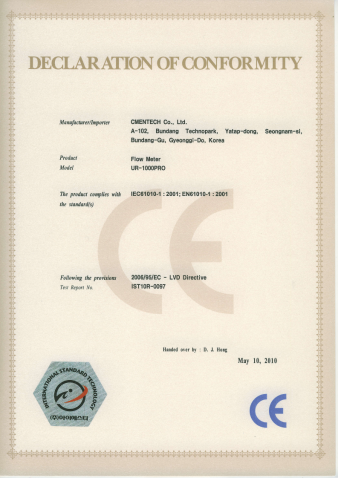 DECLARATION OF CONFORMITY
Manufacturer/Importer CMENTECH Co., Ltd.
A-102, Bundang Technopark, Yatap-dong, Seongnam-si,
Bundang-Gu, Gyeonggi-Do, Korea
Product Flow Meter
Model UR-1000PRO
The product complies with IEC61010-1 : 2001; EN61010-1 : 2001
the standard(s)
CE
Following the provisions 2006/95/EC - LVD Directive
Test Report No. IST10R-0097
Handed over by : D. J. Hong
May 10, 2010
INTERNATIONAL STANDARD TECHNOLOGY
CE